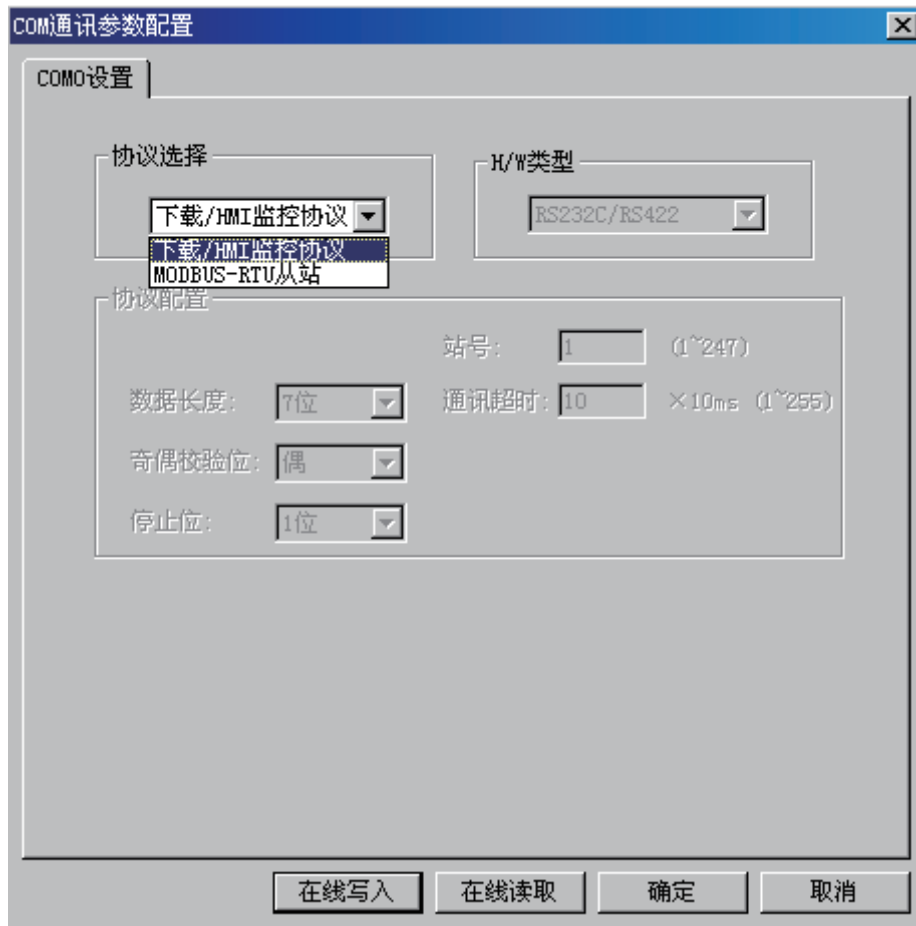 COM通讯参数配置
COM0设置
协议选择
H/W类型
下载/HMI监控协议
RS232C/RS422
下载/HMI监控协议
MODBUS-RTU从站
协议配置
站号: 1 (1~247)
数据长度: 7位 通讯超时: 10 ×10ms (1~255)
奇偶校验位: 偶
停止位: 1位
在线写入 在线读取 确定 取消